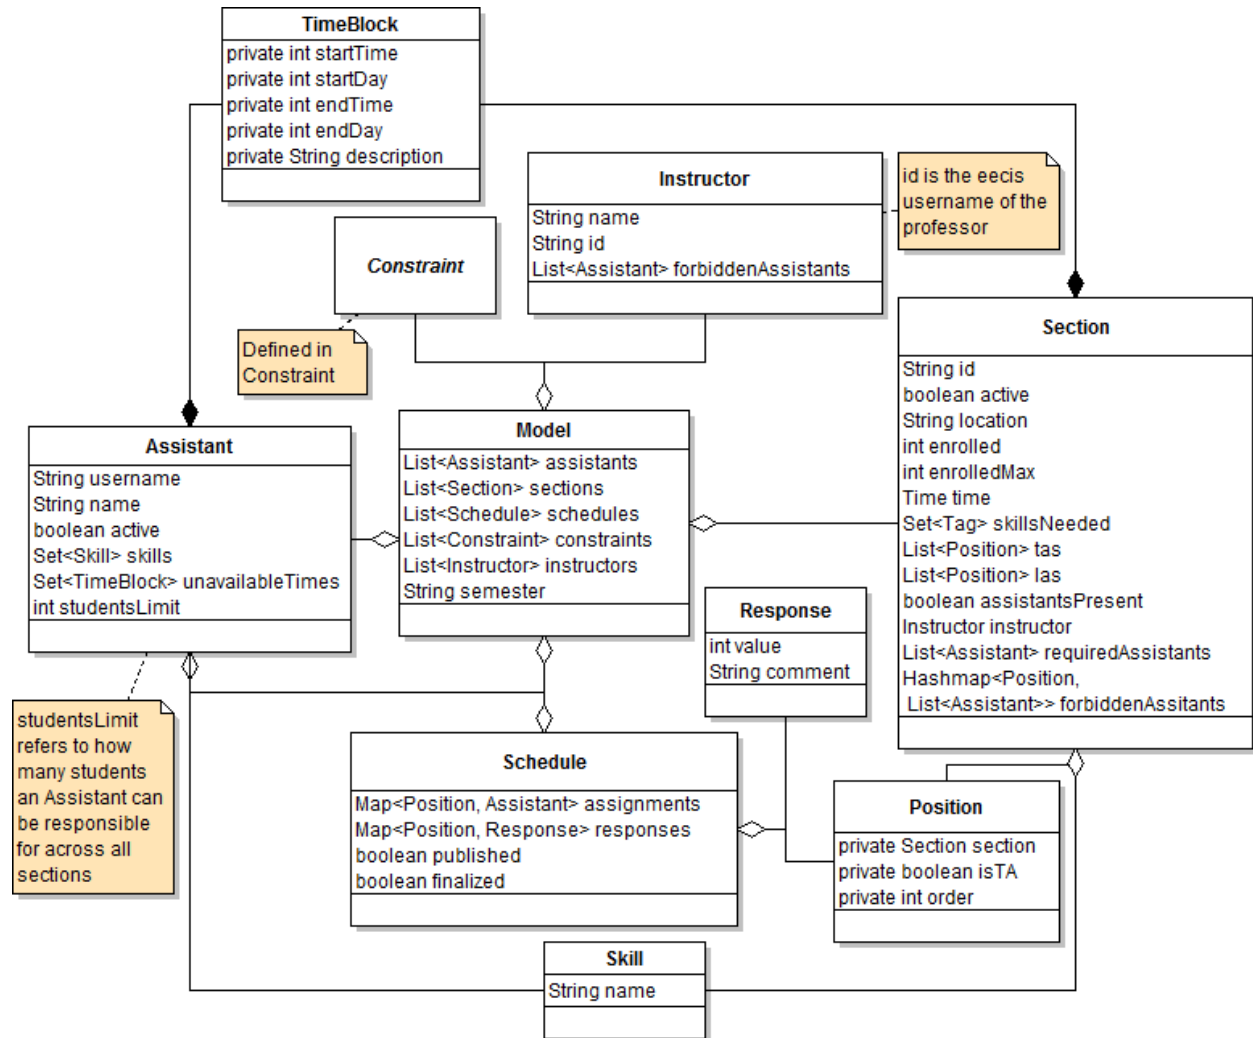 TimeBlock
private int startTime
private int startDay
private int endTime
private int endDay
private String description
Instructor
String name
String id
List<Assistant> forbiddenAssistants
id is the eecis
username of the
professor
Constraint
Defined in
Constraint
Section
String id
boolean active
String location
int enrolled
int enrolledMax
Time time
Set<Tag> skillsNeeded
List<Position> tas
List<Position> las
boolean assistantsPresent
Instructor instructor
List<Assistant> requiredAssistants
Hashmap<Position,
List<Assistant>> forbiddenAssitants
Assistant
String username
String name
boolean active
Set<Skill> skills
Set<TimeBlock> unavailableTimes
int studentsLimit
Model
List<Assistant> assistants
List<Section> sections
List<Schedule> schedules
List<Constraint> constraints
List<Instructor> instructors
String semester
Response
int value
String comment
studentsLimit
refers to how
many students
an Assistant can
be responsible
for across all
sections
Schedule
Map<Position, Assistant> assignments
Map<Position, Response> responses
boolean published
boolean finalized
Position
private Section section
private boolean isTA
private int order
Skill
String name